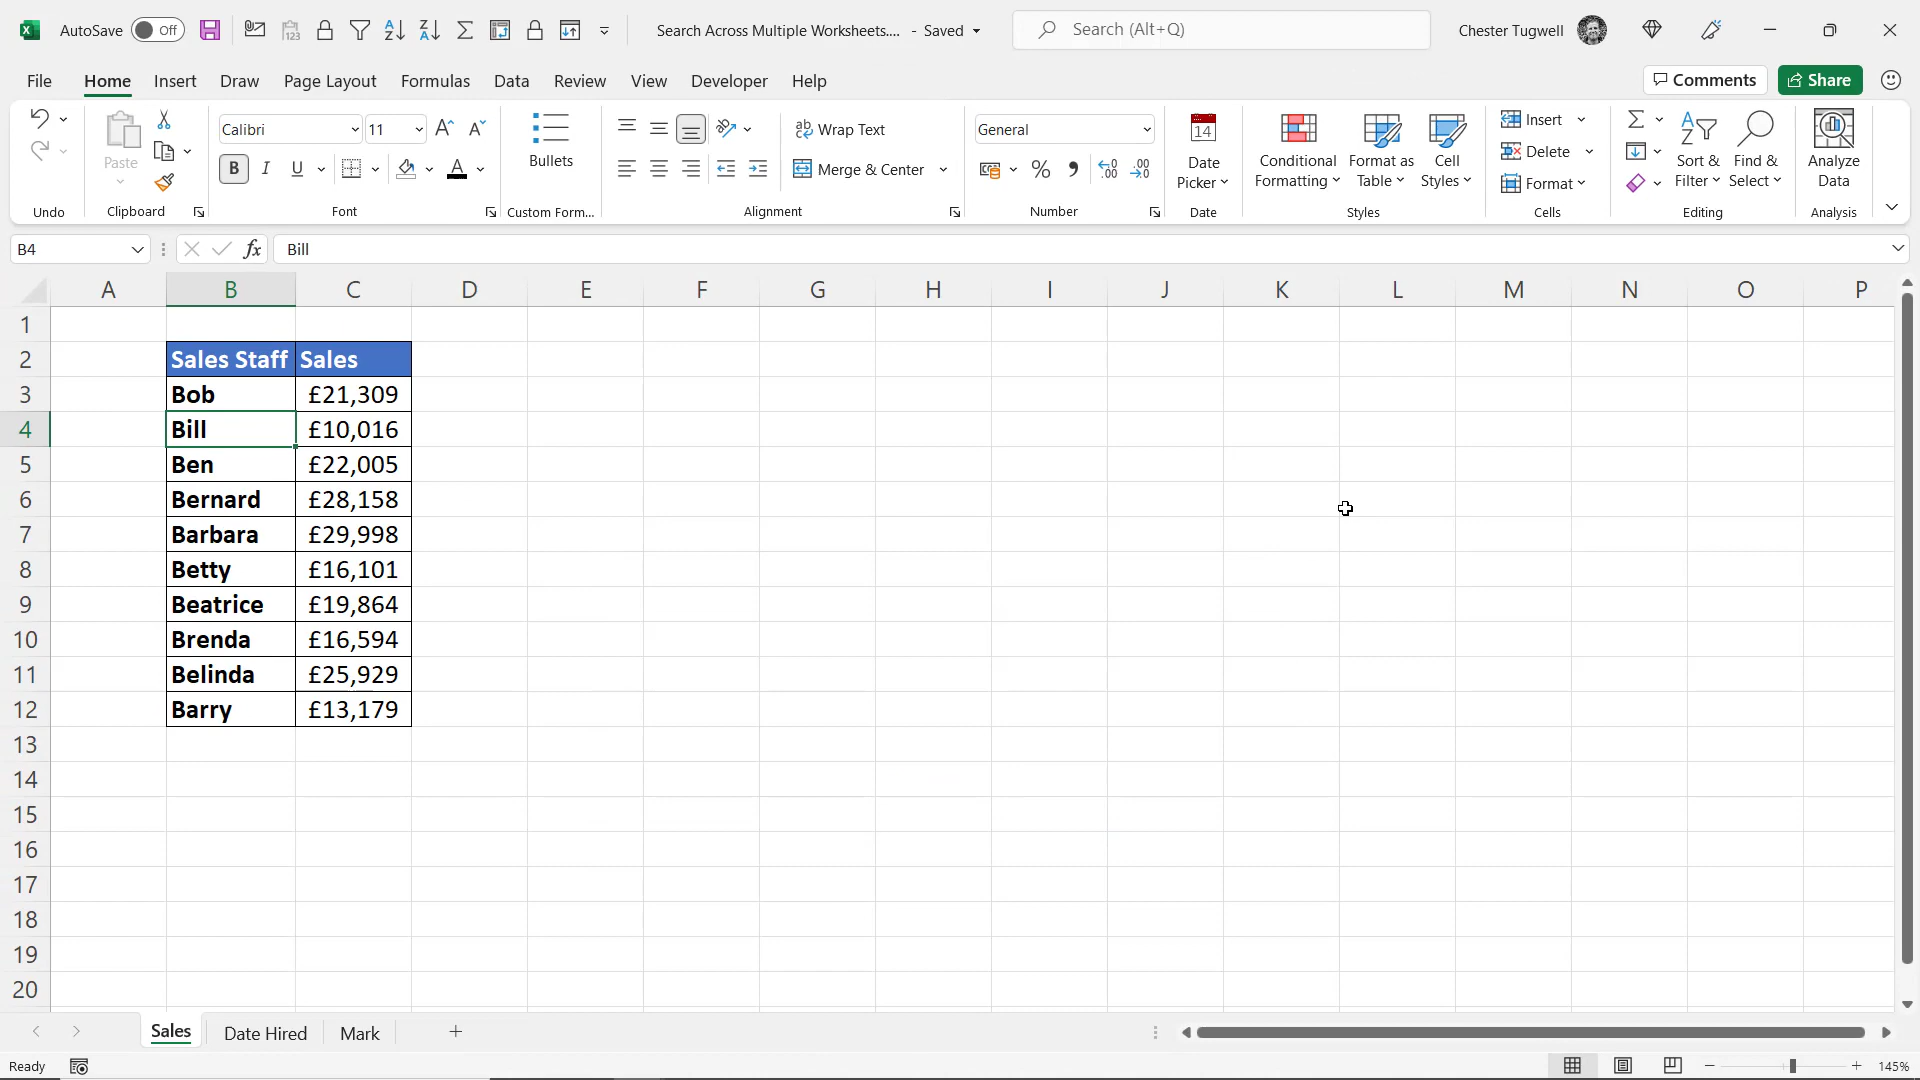 AutoSave Off Search Across Multiple Worksheets.... - Saved Search (Alt+Q) Chester Tugwell
File Home Insert Draw Page Layout Formulas Data Review View Developer Help Comments Share
Paste
Undo
Clipboard
Calibri 11
B I U
Font
Bullets
Custom Form...
ab Wrap Text
Merge & Center
Alignment
General
% 9 .00 .00
Number
14
Date
Picker
Date
Conditional
Formatting
Format as
Table
Cell
Styles
Styles
Insert
Delete
Format
Cells
Sort &
Filter
Find &
Select
Editing
Analyze
Data
Analysis
B4 fx Bill
A B C D E F G H I J K L M N O P
1
2 Sales Staff Sales
3 Bob £21,309
4 Bill £10,016
5 Ben £22,005
6 Bernard £28,158
7 Barbara £29,998
8 Betty £16,101
9 Beatrice £19,864
10 Brenda £16,594
11 Belinda £25,929
12 Barry £13,179
13
14
15
16
17
18
19
20
Sales Date Hired Mark +
Ready 145%